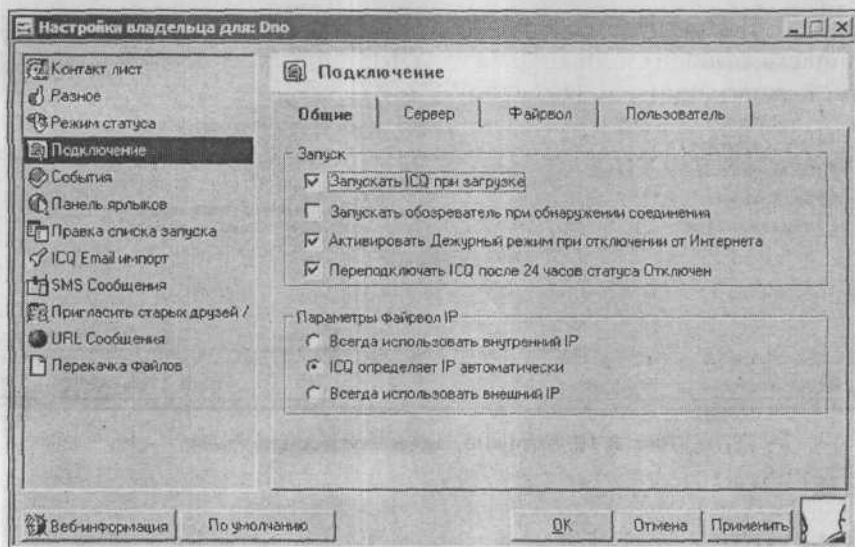 Настройки владельца для: Dno
Контакт лист
Разное
Режим статуса
Подключение
События
Панель ярлыков
Правка списка запуска
ICQ Email импорт
SMS Сообщения
Пригласить старых друзей /
URL Сообщения
Перекачка файлов
Подключение
Общие
Сервер
Файрвол
Пользователь
Запуск
Запускать ICQ при загрузке
Запускать обозреватель при обнаружении соединения
Активировать Дежурный режим при отключении от Интернета
Переподключать ICQ после 24 часов статуса Отключен
Параметры Файрвол IP
Всегда использовать внутренний IP
ICQ определяет IP автоматически
Всегда использовать внешний IP
Веб-информация
По умолчанию
OK
Отмена
Применить